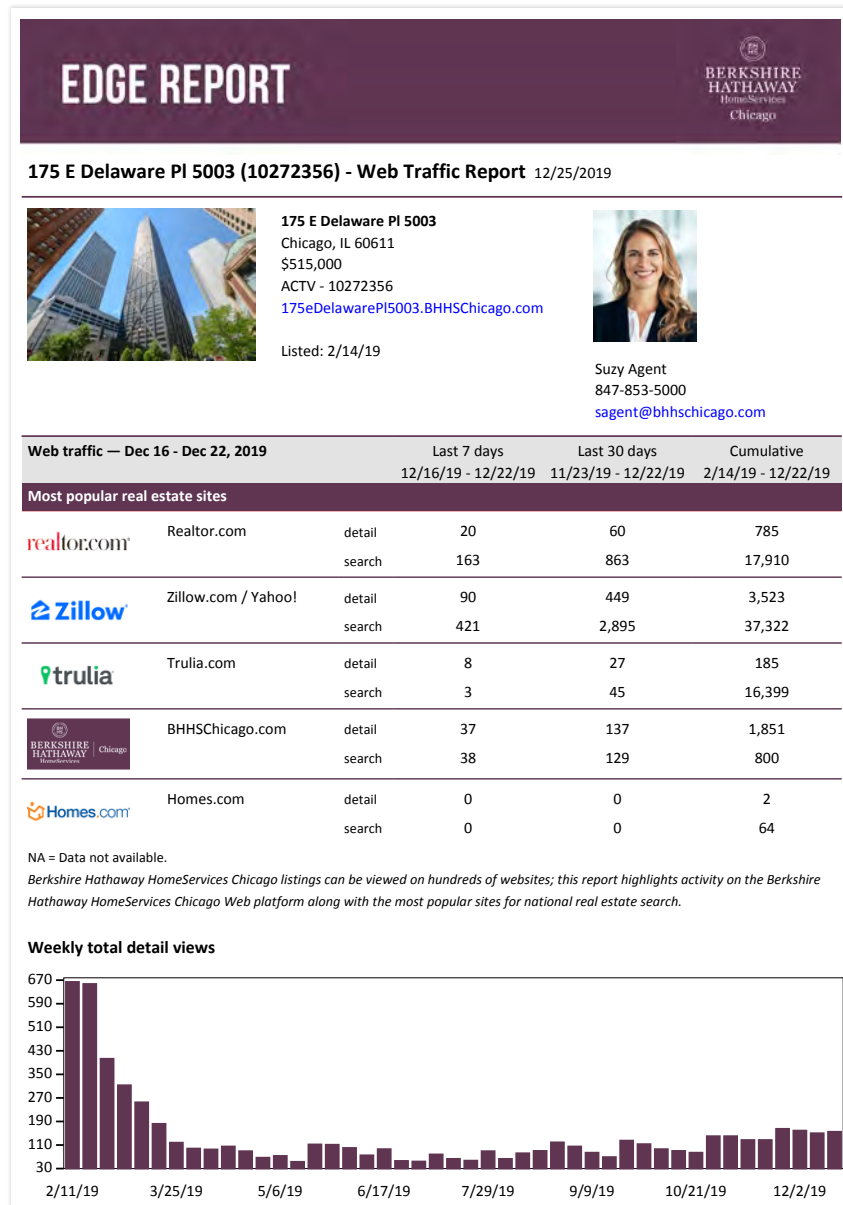 EDGE REPORT
BERKSHIRE
HATHAWAY
HomeServices
Chicago
175 E Delaware Pl 5003 (10272356) - Web Traffic Report 12/25/2019
175 E Delaware Pl 5003
Chicago, IL 60611
$515,000
ACTV - 10272356
175eDelawarePl5003.BHHSChicago.com
Listed: 2/14/19
Suzy Agent
847-853-5000
sagent@bhhschicago.com
Web traffic — Dec 16 - Dec 22, 2019 Last 7 days Last 30 days Cumulative
12/16/19 - 12/22/19 11/23/19 - 12/22/19 2/14/19 - 12/22/19
Most popular real estate sites
realtor.com Realtor.com detail 20 60 785
search 163 863 17,910
Zillow Zillow.com / Yahoo! detail 90 449 3,523
search 421 2,895 37,322
trulia Trulia.com detail 8 27 185
search 3 45 16,399
BERKSHIRE HATHAWAY HomeServices Chicago BHHSChicago.com detail 37 137 1,851
search 38 129 800
Homes.com Homes.com detail 0 0 2
search 0 0 64
NA = Data not available.
Berkshire Hathaway HomeServices Chicago listings can be viewed on hundreds of websites; this report highlights activity on the Berkshire
Hathaway HomeServices Chicago Web platform along with the most popular sites for national real estate search.
Weekly total detail views
670
590
510
430
350
270
190
110
30
2/11/19 3/25/19 5/6/19 6/17/19 7/29/19 9/9/19 10/21/19 12/2/19